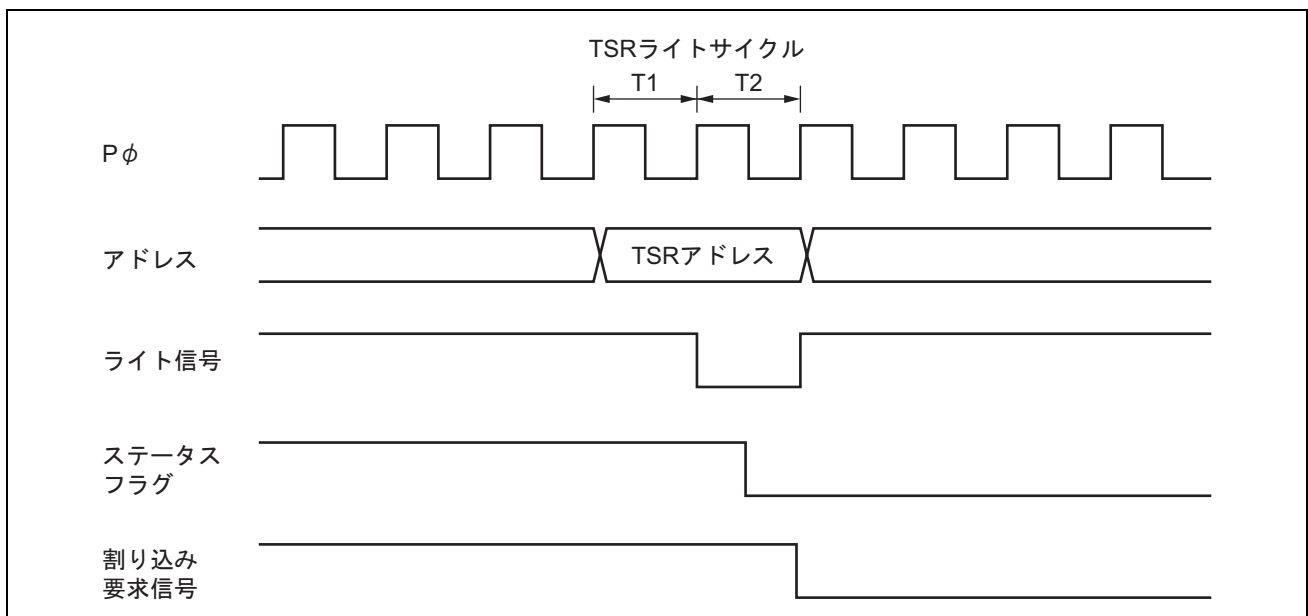 TSRライトサイクル
T1
T2
Pφ
アドレス
TSRアドレス
ライト信号
ステータス
フラグ
割り込み
要求信号